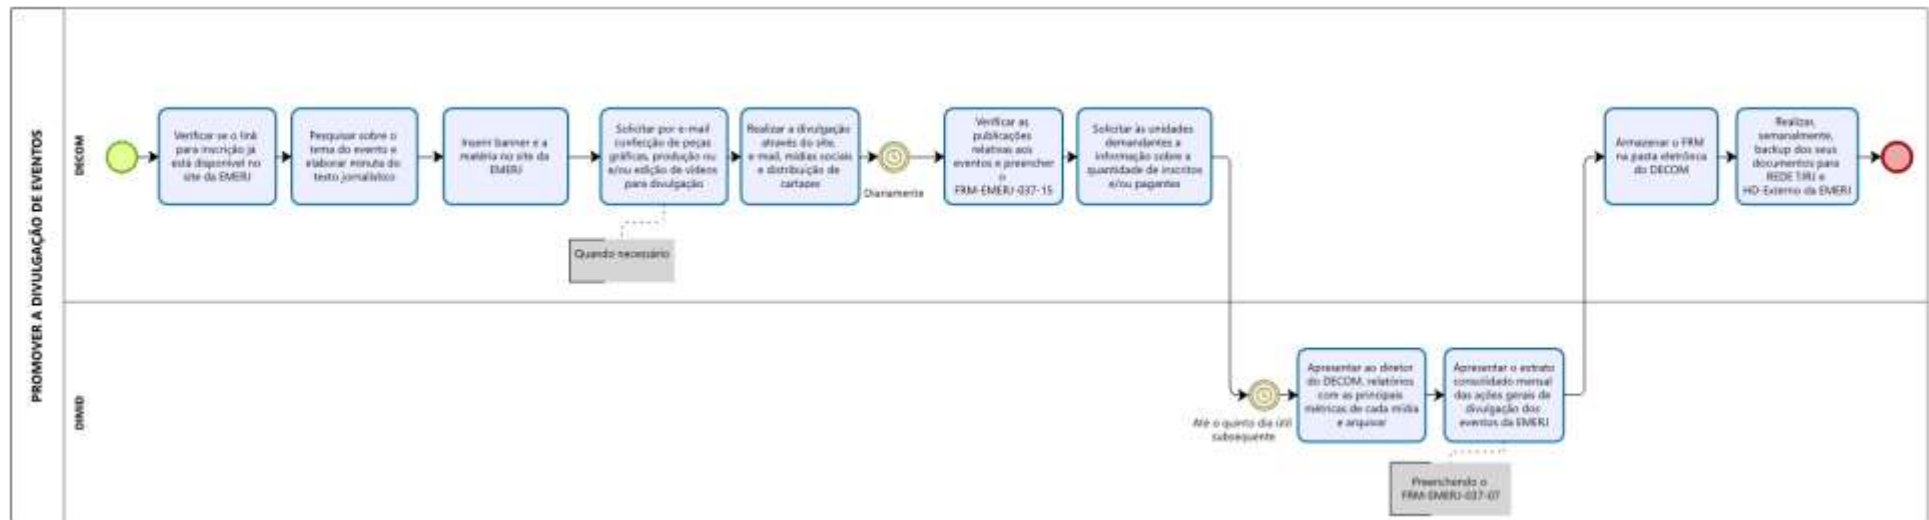 PROMOVER A DIVULGAÇÃO DE EVENTOS
DECOM
Verificar se o link
para inscrição já
está disponível no
site da EMERJ
Pesquisar sobre o
tema do evento e
elaborar minuta do
texto jornalístico
Inserir banner e a
matéria no site da
EMERJ
Solicitar por e-mail
confecção de peças
gráficas, produção ou
e/ou edição de vídeos
para divulgação
Quando necessário
Realizar a divulgação
através do site,
e-mail, mídias sociais
e distribuição de
cartazes
Diariamente
Verificar as
publicações
relativas aos
eventos e preencher
o
FRM-EMERJ-037-15
Solicitar às unidades
demandantes a
informação sobre a
quantidade de inscritos
e/ou pagantes
DIMID
Até o quinto dia útil
subsequente
Apresentar ao diretor
do DECOM, relatórios
com as principais
métricas de cada mídia
e arquivar
Apresentar o estrato
consolidado mensal
das ações gerais de
divulgação dos
eventos da EMERJ
Preenchendo o
FRM-EMERJ-037-07
Armazenar o FRM
na pasta eletrônica
do DECOM
Realizar,
semanalmente,
backup dos seus
documentos para
REDE TJRJ e
HD-Externo da EMERJ